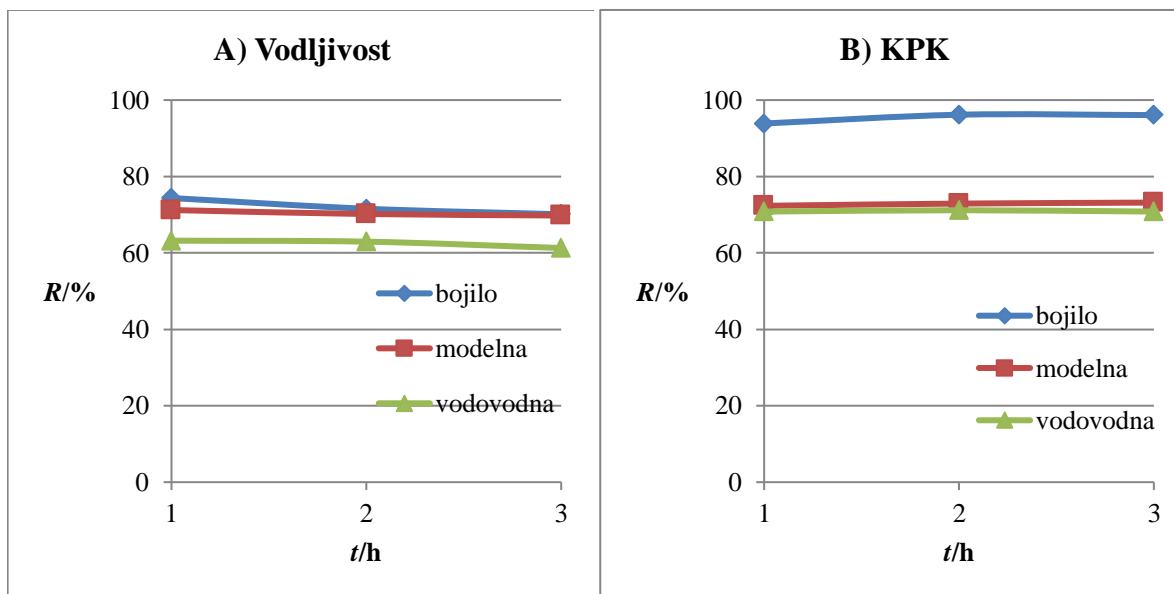 A) Vodljivost
100
80
60
40
20
0
R/%
bojilo
modelna
vodovodna
1
2
3
t/h
B) KPK
100
80
60
40
20
0
R/%
bojilo
modelna
vodovodna
1
2
3
t/h